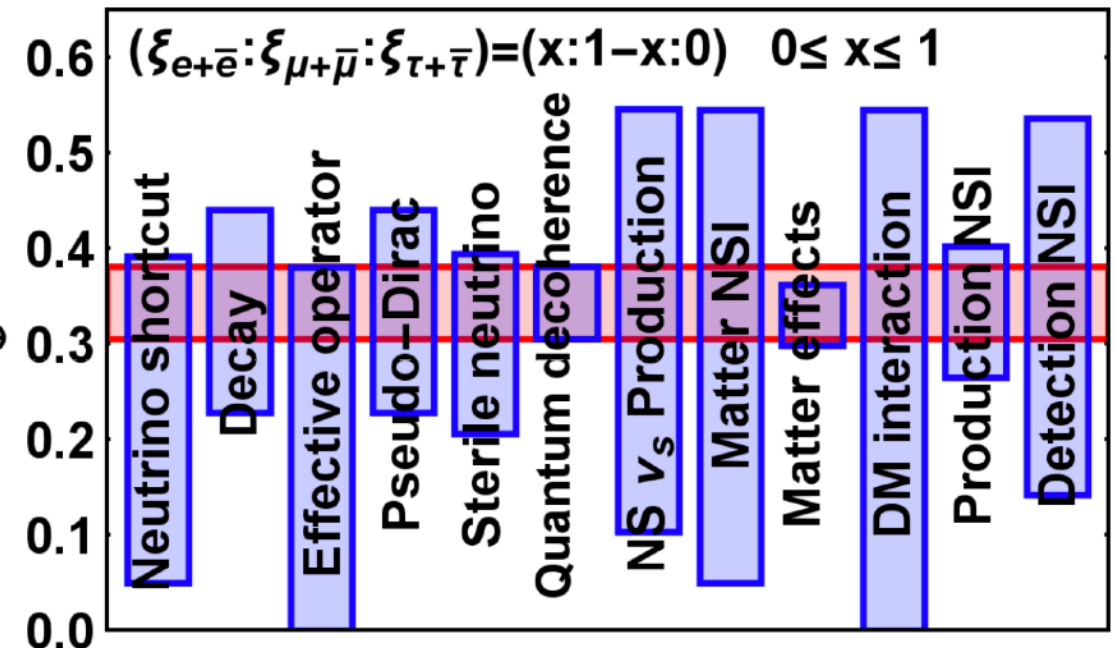 (ξe+e̅:ξμ+μ̅:ξτ+τ̅)=(x:1−x:0) 0≤ x≤ 1
0.6
0.5
0.4
0.3
0.2
0.1
0.0
Neutrino shortcut
Decay
Effective operator
Pseudo−Dirac
Sterile neutrino
Quantum decoherence
NS νs Production
Matter NSI
Matter effects
DM interaction
Production NSI
Detection NSI